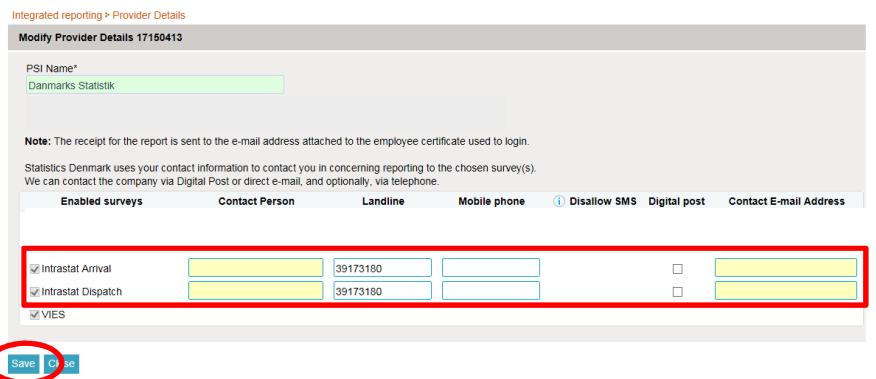 Integrated reporting > Provider Details
Modify Provider Details 17150413
PSI Name*
Danmarks Statistik
Note: The receipt for the report is sent to the e-mail address attached to the employee certificate used to login.
Statistics Denmark uses your contact information to contact you in concerning reporting to the chosen survey(s).
We can contact the company via Digital Post or direct e-mail, and optionally, via telephone.
Enabled surveys Contact Person Landline Mobile phone i Disallow SMS Digital post Contact E-mail Address
Intrastat Arrival 39173180
Intrastat Dispatch 39173180
VIES
Save Close